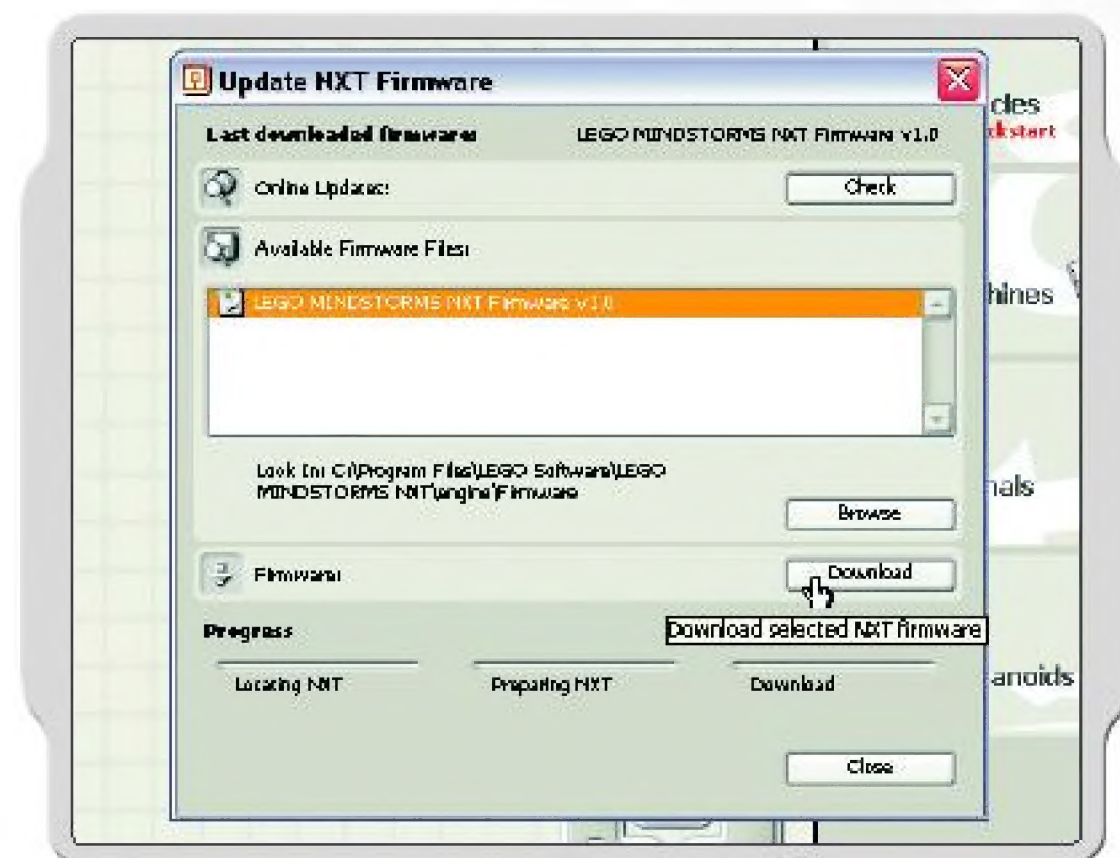 Update NXT Firmware
Last downloaded firmware: LEGO MINDSTORMS NXT Firmware v1.0
Online Updates:
Check
Available Firmware Files:
LEGO MINDSTORMS NXT Firmware v1.0
Look In: C:\Program Files\LEGO Software\LEGO
MINDSTORMS NXT\engine\Firmware
Browse
Firmware:
Download
Download selected NXT firmware
Progress
Locating NXT
Preparing NXT
Download
Close
cles
ckstart
hines
nals
anoids